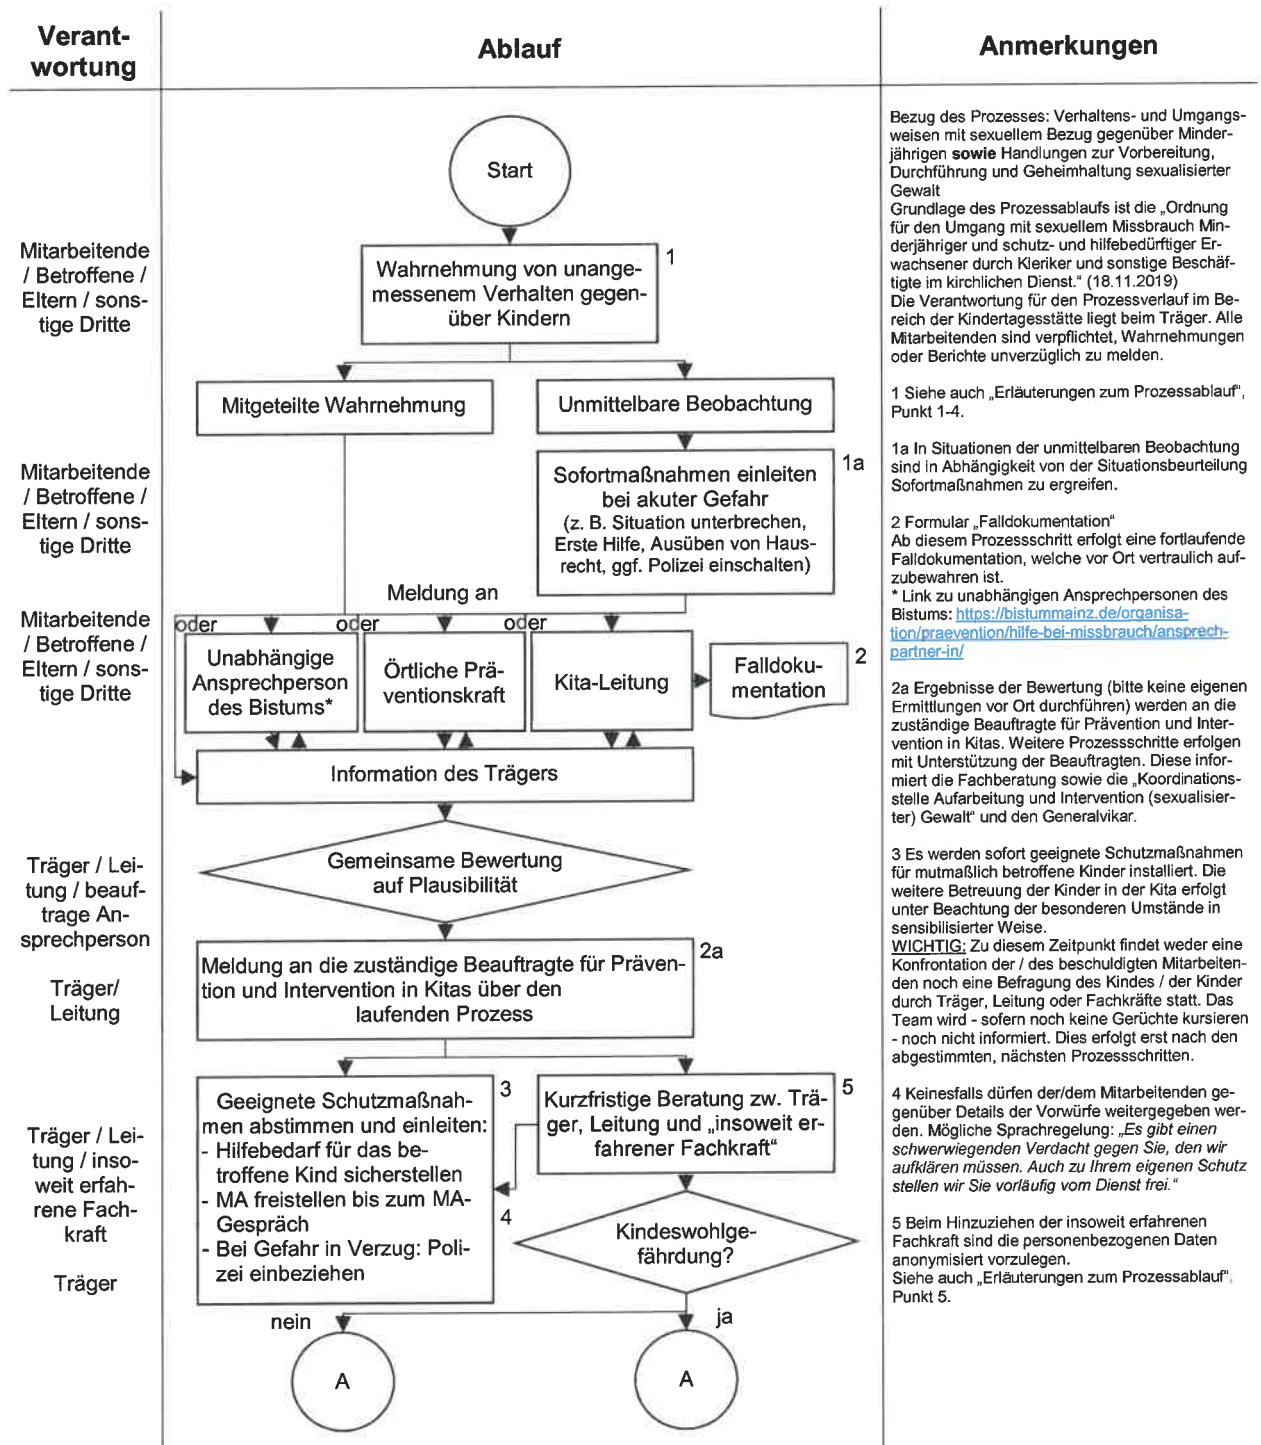 Verant-
wortung
Ablauf
Anmerkungen
Start
Mitarbeitende
/ Betroffene /
Eltern / sons-
tige Dritte
Wahrnehmung von unange-
messenem Verhalten gegen-
über Kindern
1
Mitgeteilte Wahrnehmung
Unmittelbare Beobachtung
Mitarbeitende
/ Betroffene /
Eltern / sons-
tige Dritte
Sofortmaßnahmen einleiten
bei akuter Gefahr
(z. B. Situation unterbrechen,
Erste Hilfe, Ausüben von Haus-
recht, ggf. Polizei einschalten)
1a
Meldung an
Mitarbeitende
/ Betroffene /
Eltern / sons-
tige Dritte
oder
oder
oder
Unabhängige
Ansprechperson
des Bistums*
Örtliche Prä-
ventionskraft
Kita-Leitung
Falldoku-
mentation
2
Information des Trägers
Träger / Lei-
tung / beauf-
trage An-
sprechperson
Gemeinsame Bewertung
auf Plausibilität
Träger/
Leitung
Meldung an die zuständige Beauftragte für Präven-
tion und Intervention in Kitas über den
laufenden Prozess
2a
Träger / Lei-
tung / inso-
weit erfah-
rene Fach-
kraft
Träger
Geeignete Schutzmaßnah-
men abstimmen und einleiten:
- Hilfebedarf für das be-
troffene Kind sicherstellen
- MA freistellen bis zum MA-
Gespräch
- Bei Gefahr in Verzug: Poli-
zei einbeziehen
3
4
Kurzfristige Beratung zw. Trä-
ger, Leitung und „insoweit er-
fahrener Fachkraft“
5
Kindeswohlge-
fährdung?
nein
ja
A
A
Bezug des Prozesses: Verhaltens- und Umgangs-
weisen mit sexuellem Bezug gegenüber Minder-
jährigen sowie Handlungen zur Vorbereitung,
Durchführung und Geheimhaltung sexualisierter
Gewalt
Grundlage des Prozessablaufs ist die „Ordnung
für den Umgang mit sexuellem Missbrauch Min-
derjähriger und schutz- und hilfebedürftiger Er-
wachsener durch Kleriker und sonstige Beschäf-
tigte im kirchlichen Dienst.“ (18.11.2019)
Die Verantwortung für den Prozessverlauf im Be-
reich der Kindertagesstätte liegt beim Träger. Alle
Mitarbeitenden sind verpflichtet, Wahrnehmungen
oder Berichte unverzüglich zu melden.
1 Siehe auch „Erläuterungen zum Prozessablauf“,
Punkt 1-4.
1a In Situationen der unmittelbaren Beobachtung
sind in Abhängigkeit von der Situationsbeurteilung
Sofortmaßnahmen zu ergreifen.
2 Formular „Falldokumentation“
Ab diesem Prozessschritt erfolgt eine fortlaufende
Falldokumentation, welche vor Ort vertraulich auf-
zubewahren ist.
* Link zu unabhängigen Ansprechpersonen des
Bistums: https://bistummainz.de/organisa-
tion/praevention/hilfe-bei-missbrauch/ansprech-
partner-in/
2a Ergebnisse der Bewertung (bitte keine eigenen
Ermittlungen vor Ort durchführen) werden an die
zuständige Beauftragte für Prävention und Inter-
vention in Kitas. Weitere Prozessschritte erfolgen
mit Unterstützung der Beauftragten. Diese infor-
miert die Fachberatung sowie die „Koordinations-
stelle Aufarbeitung und Intervention (sexualisier-
ter) Gewalt“ und den Generalvikar.
3 Es werden sofort geeignete Schutzmaßnahmen
für mutmaßlich betroffene Kinder installiert. Die
weitere Betreuung der Kinder in der Kita erfolgt
unter Beachtung der besonderen Umstände in
sensibilisierter Weise.
WICHTIG: Zu diesem Zeitpunkt findet weder eine
Konfrontation der / des beschuldigten Mitarbeiten-
den noch eine Befragung des Kindes / der Kinder
durch Träger, Leitung oder Fachkräfte statt. Das
Team wird - sofern noch keine Gerüchte kursieren
- noch nicht informiert. Dies erfolgt erst nach den
abgestimmten, nächsten Prozessschritten.
4 Keinesfalls dürfen der/dem Mitarbeitenden ge-
genüber Details der Vorwürfe weitergegeben wer-
den. Mögliche Sprachregelung: „Es gibt einen
schwerwiegenden Verdacht gegen Sie, den wir
aufklären müssen. Auch zu Ihrem eigenen Schutz
stellen wir Sie vorläufig vom Dienst frei.“
5 Beim Hinzuziehen der insoweit erfahrenen
Fachkraft sind die personenbezogenen Daten
anonymisiert vorzulegen.
Siehe auch „Erläuterungen zum Prozessablauf“,
Punkt 5.